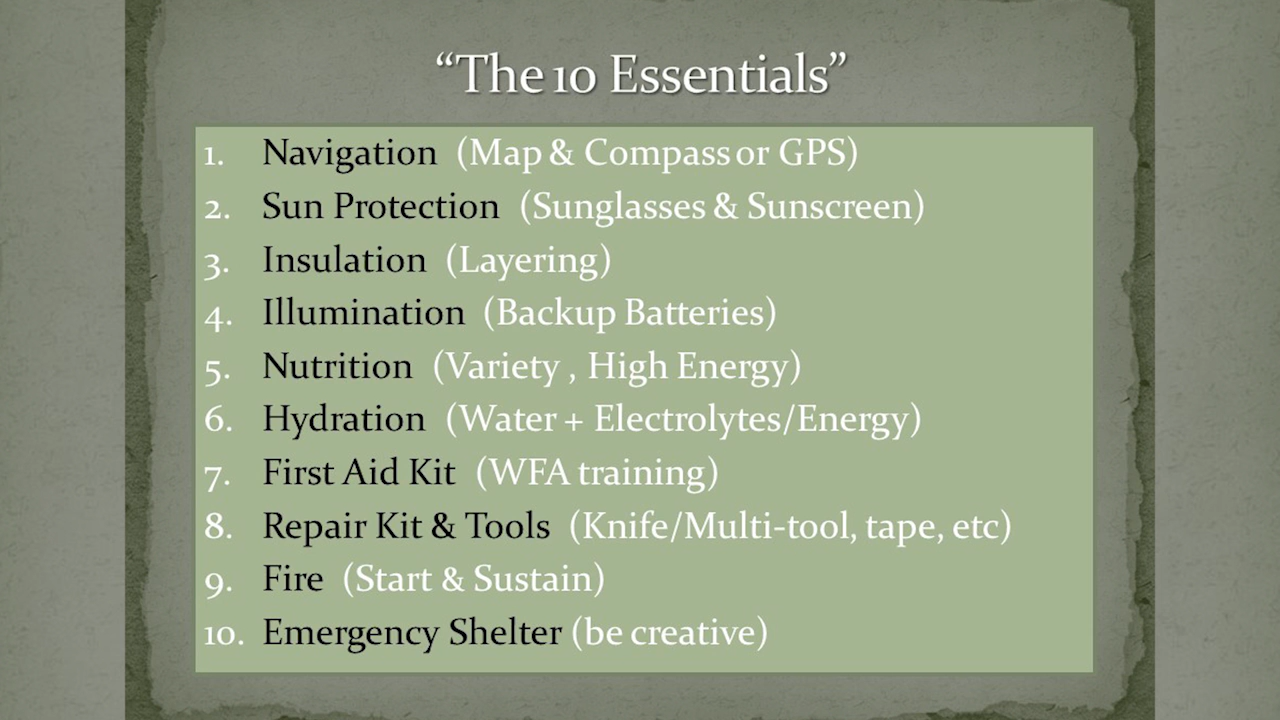 “The 10 Essentials”
1. Navigation (Map & Compass or GPS)
2. Sun Protection (Sunglasses & Sunscreen)
3. Insulation (Layering)
4. Illumination (Backup Batteries)
5. Nutrition (Variety , High Energy)
6. Hydration (Water + Electrolytes/Energy)
7. First Aid Kit (WFA training)
8. Repair Kit & Tools (Knife/Multi-tool, tape, etc)
9. Fire (Start & Sustain)
10. Emergency Shelter (be creative)